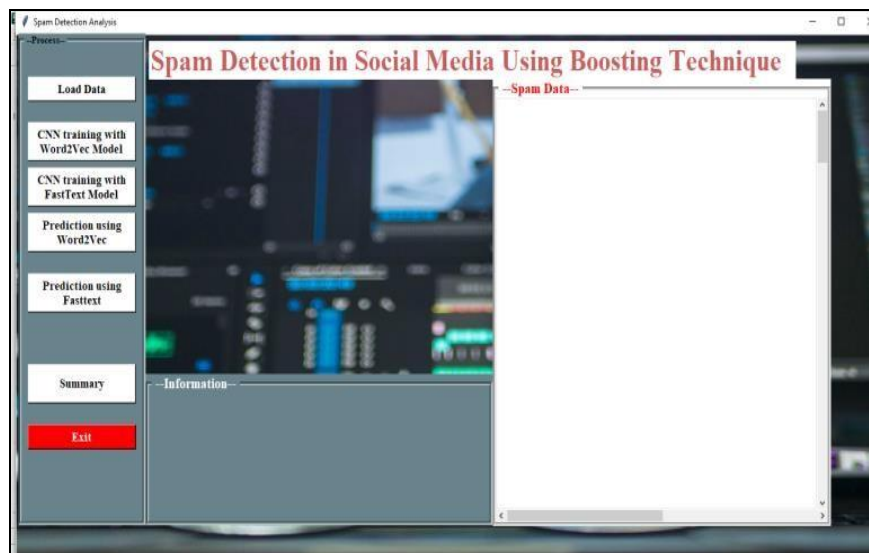 Spam Detection Analysis
--Process--
Spam Detection in Social Media Using Boosting Technique
Load Data
CNN training with
Word2Vec Model
CNN training with
FastText Model
Prediction using
Word2Vec
Prediction using
Fasttext
Summary
Exit
--Information--
--Spam Data--